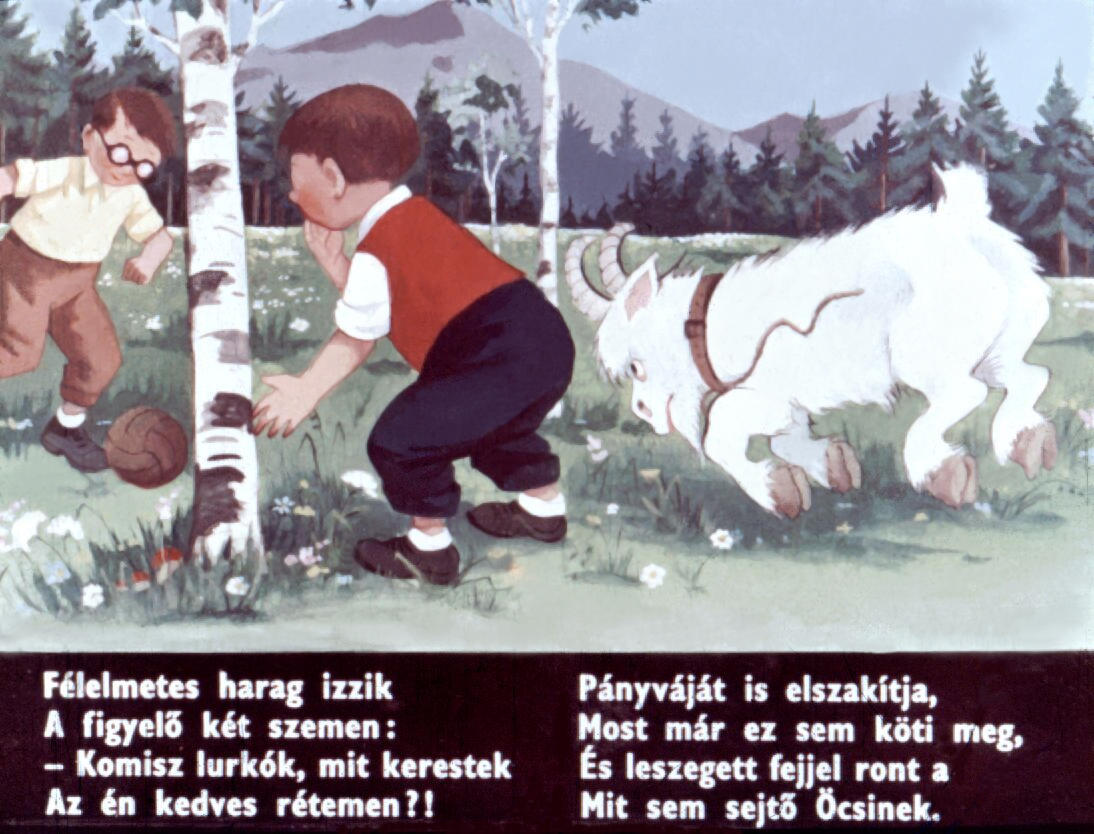 Félelmetes harag izzik
A figyelő két szemen:
– Komisz lurkók, mit kerestek
Az én kedves rétemen?!
Pányváját is elszakítja,
Most már ez sem köti meg,
És leszegett fejjel ront a
Mit sem sejtő Öcsinek.